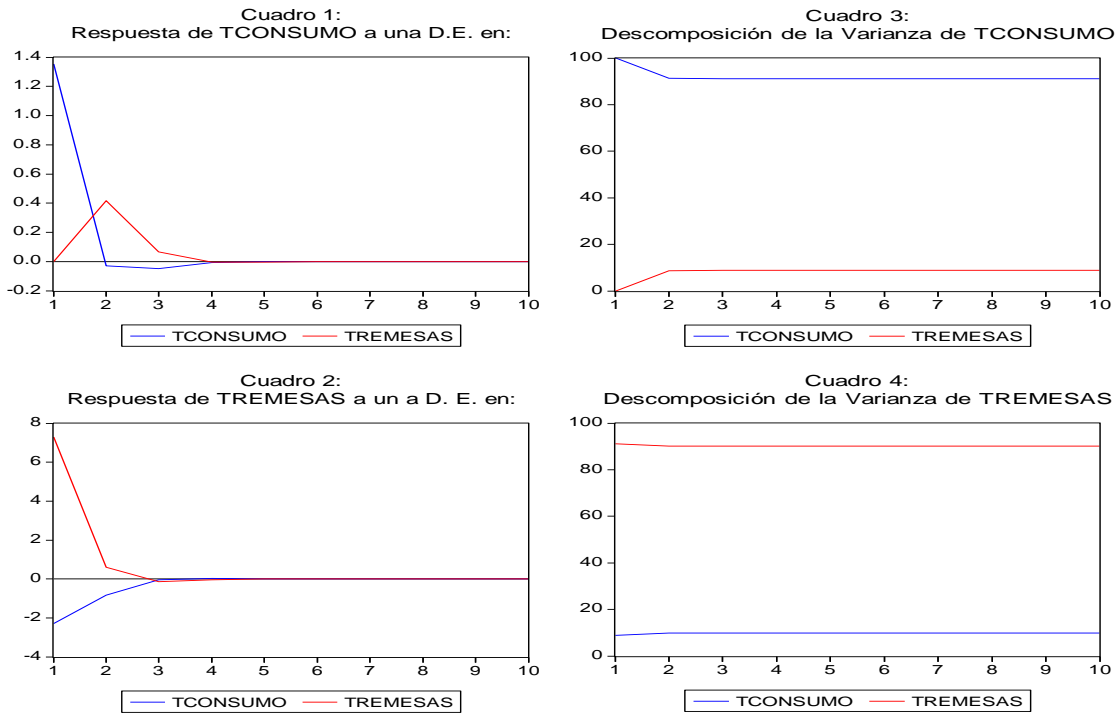 Cuadro 1:
Respuesta de TCONSUMO a una D.E. en:
1.4
1.2
1.0
0.8
0.6
0.4
0.2
0.0
-0.2
1 2 3 4 5 6 7 8 9 10
TCONSUMO TREMESAS
Cuadro 3:
Descomposición de la Varianza de TCONSUMO
100
80
60
40
20
0
1 2 3 4 5 6 7 8 9 10
TCONSUMO TREMESAS
Cuadro 2:
Respuesta de TREMESAS a un a D. E. en:
8
6
4
2
0
-2
-4
1 2 3 4 5 6 7 8 9 10
TCONSUMO TREMESAS
Cuadro 4:
Descomposición de la Varianza de TREMESAS
100
80
60
40
20
0
1 2 3 4 5 6 7 8 9 10
TCONSUMO TREMESAS